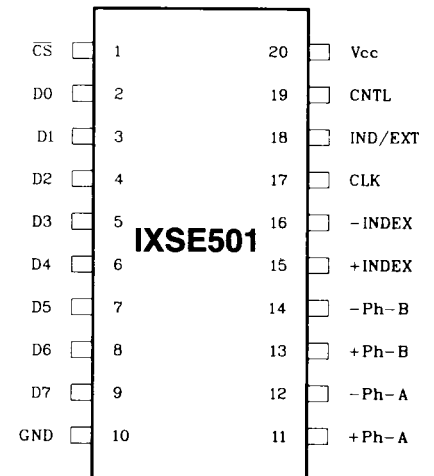 C̅S̅ 1 20 Vcc
D0 2 19 CNTL
D1 3 18 IND/EXT
D2 4 17 CLK
D3 5 16 -INDEX
IXSE501
D4 6 15 +INDEX
D5 7 14 -Ph-B
D6 8 13 +Ph-B
D7 9 12 -Ph-A
GND 10 11 +Ph-A